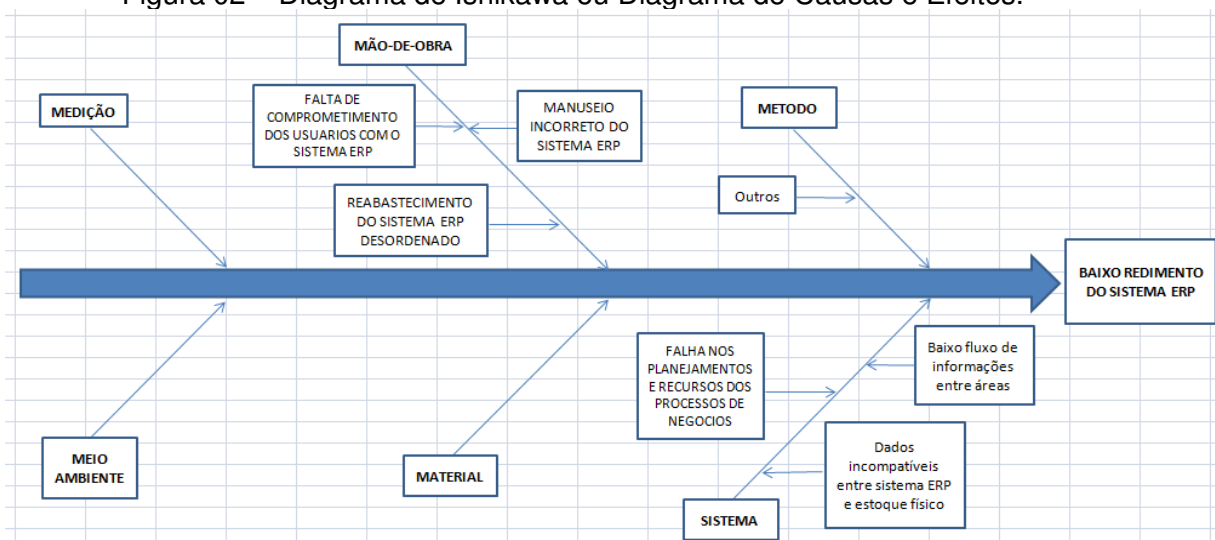 Figura 02 – Diagrama de Ishikawa ou Diagrama de Causas e Efeitos.
MÃO-DE-OBRA
MEDIÇÃO
FALTA DE
COMPROMETIMENTO
DOS USUARIOS COM O
SISTEMA ERP
MANUSEIO
INCORRETO DO
SISTEMA ERP
METODO
REABASTECIMENTO
DO SISTEMA ERP
DESORDENADO
Outros
BAIXO REDIMENTO
DO SISTEMA ERP
FALHA NOS
PLANEJAMENTOS
E RECURSOS DOS
PROCESSOS DE
NEGOCIOS
Baixo fluxo de
informações
entre áreas
MEIO
AMBIENTE
MATERIAL
Dados
incompatíveis
entre sistema ERP
e estoque físico
SISTEMA